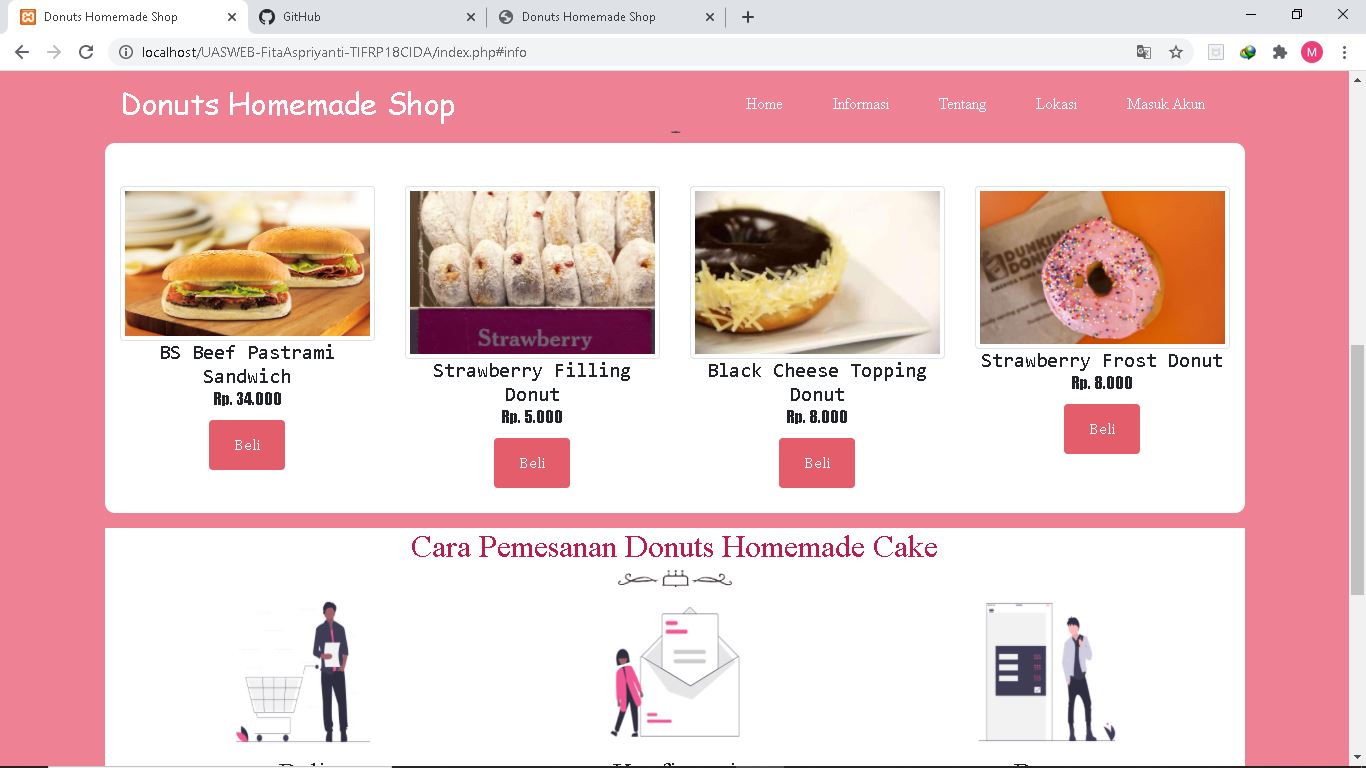 Donuts Homemade Shop
GitHub
Donuts Homemade Shop
localhost/UASWEB-FitaAspriyanti-TIFRP18CIDA/index.php#info
M
Donuts Homemade Shop
Home
Informasi
Tentang
Lokasi
Masuk Akun
Strawberry
BS Beef Pastrami
Sandwich
Rp. 34.000
Beli
Strawberry Filling
Donut
Rp. 5.000
Beli
Black Cheese Topping
Donut
Rp. 8.000
Beli
Strawberry Frost Donut
Rp. 8.000
Beli
Cara Pemesanan Donuts Homemade Cake